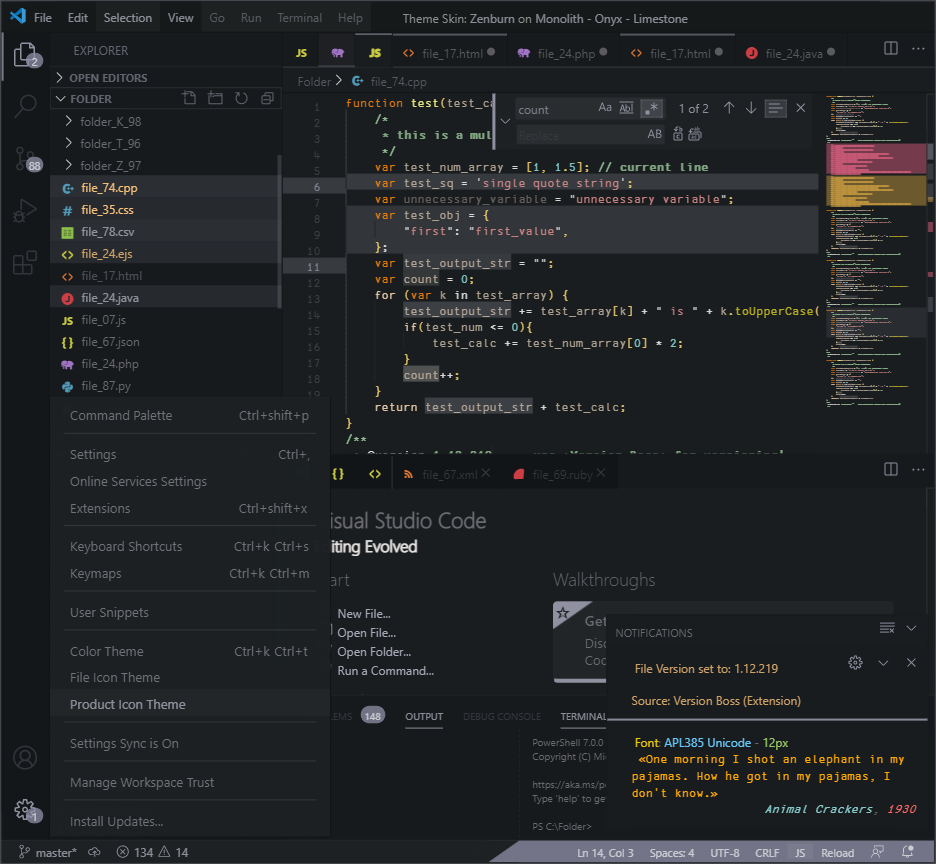 File Edit Selection View Go Run Terminal Help Theme Skin: Zenburn on Monolith - Onyx - Limestone
2
EXPLORER
JS JS file_17.html file_24.php file_17.html file_24.java
OPEN EDITORS
Folder > file_74.cpp
FOLDER
folder_K_98
folder_T_96
88
folder_Z_97
file_74.cpp
file_35.css
file_78.csv
file_24.ejs
file_17.html
file_24.java
JS file_07.js
{} file_67.json
file_24.php
file_87.py
count Aa Ab| .* 1 of 2
Replace AB
1 function test(test_ca
2 /*
3 * this is a mul
4 */
5 var test_num_array = [1, 1.5]; // current line
6 var test_sq = 'single quote string';
7 var unnecessary_variable = "unnecessary variable";
8 var test_obj = {
9 "first": "first_value",
10 };
11 var test_output_str = "";
12 var count = 0;
13 for (var k in test_array) {
14 test_output_str += test_array[k] + " is " + k.toUpperCase(
15 if(test_num <= 0){
16 test_calc += test_num_array[0] * 2;
17 }
18 count++;
19 }
return test_output_str + test_calc;
}
/**
Command Palette Ctrl+shift+p
Settings Ctrl+,
Online Services Settings
Extensions Ctrl+shift+x
Keyboard Shortcuts Ctrl+k Ctrl+s
Keymaps Ctrl+k Ctrl+m
User Snippets
Color Theme Ctrl+k Ctrl+t
File Icon Theme
Product Icon Theme
Settings Sync is On
Manage Workspace Trust
Install Updates...
{} <> file_67.xml file_69.ruby
isual Studio Code
iting Evolved
art
New File...
Open File...
Open Folder...
Run a Command...
Walkthroughs
Get
Disc
Cod
NOTIFICATIONS
File Version set to: 1.12.219
Source: Version Boss (Extension)
Font: APL385 Unicode - 12px
«One morning I shot an elephant in my
pajamas. How he got in my pajamas, I
don't know.»
Animal Crackers, 1930
LEMS 148 OUTPUT DEBUG CONSOLE TERMINAL
PowerShell 7.0.0
Copyright (C) Mi
https://aka.ms/p
Type 'help' to ge
PS C:\Folder>
1
master* 134 14 Ln 14, Col 3 Spaces: 4 UTF-8 CRLF JS Reload